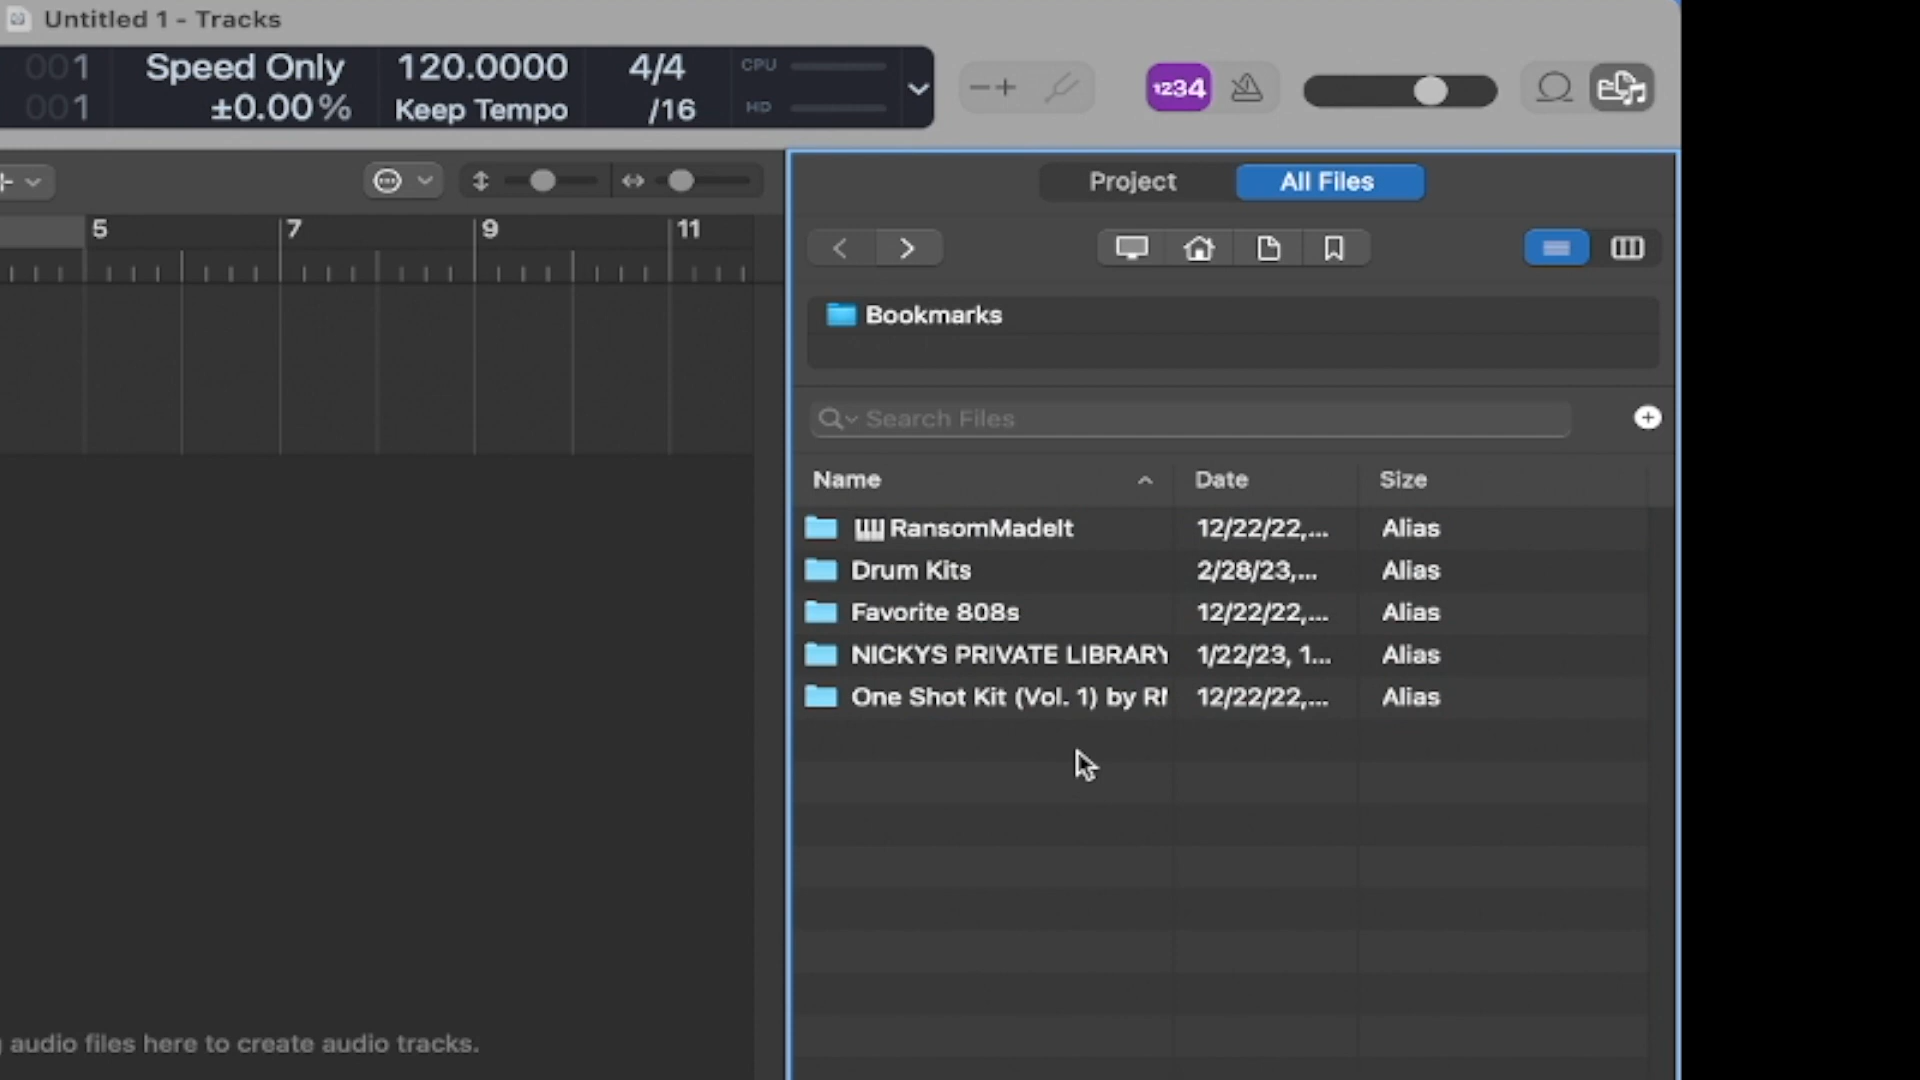 Untitled 1 - Tracks
001 Speed Only 120.0000 4/4 CPU
001 ±0.00% Keep Tempo /16 HD
1234
Project All Files
5 7 9 11
Bookmarks
Search Files
Name Date Size
RansomMadeIt 12/22/22,... Alias
Drum Kits 2/28/23,... Alias
Favorite 808s 12/22/22,... Alias
NICKYS PRIVATE LIBRARY 1/22/23, 1... Alias
One Shot Kit (Vol. 1) by 12/22/22,... Alias
audio files here to create audio tracks.